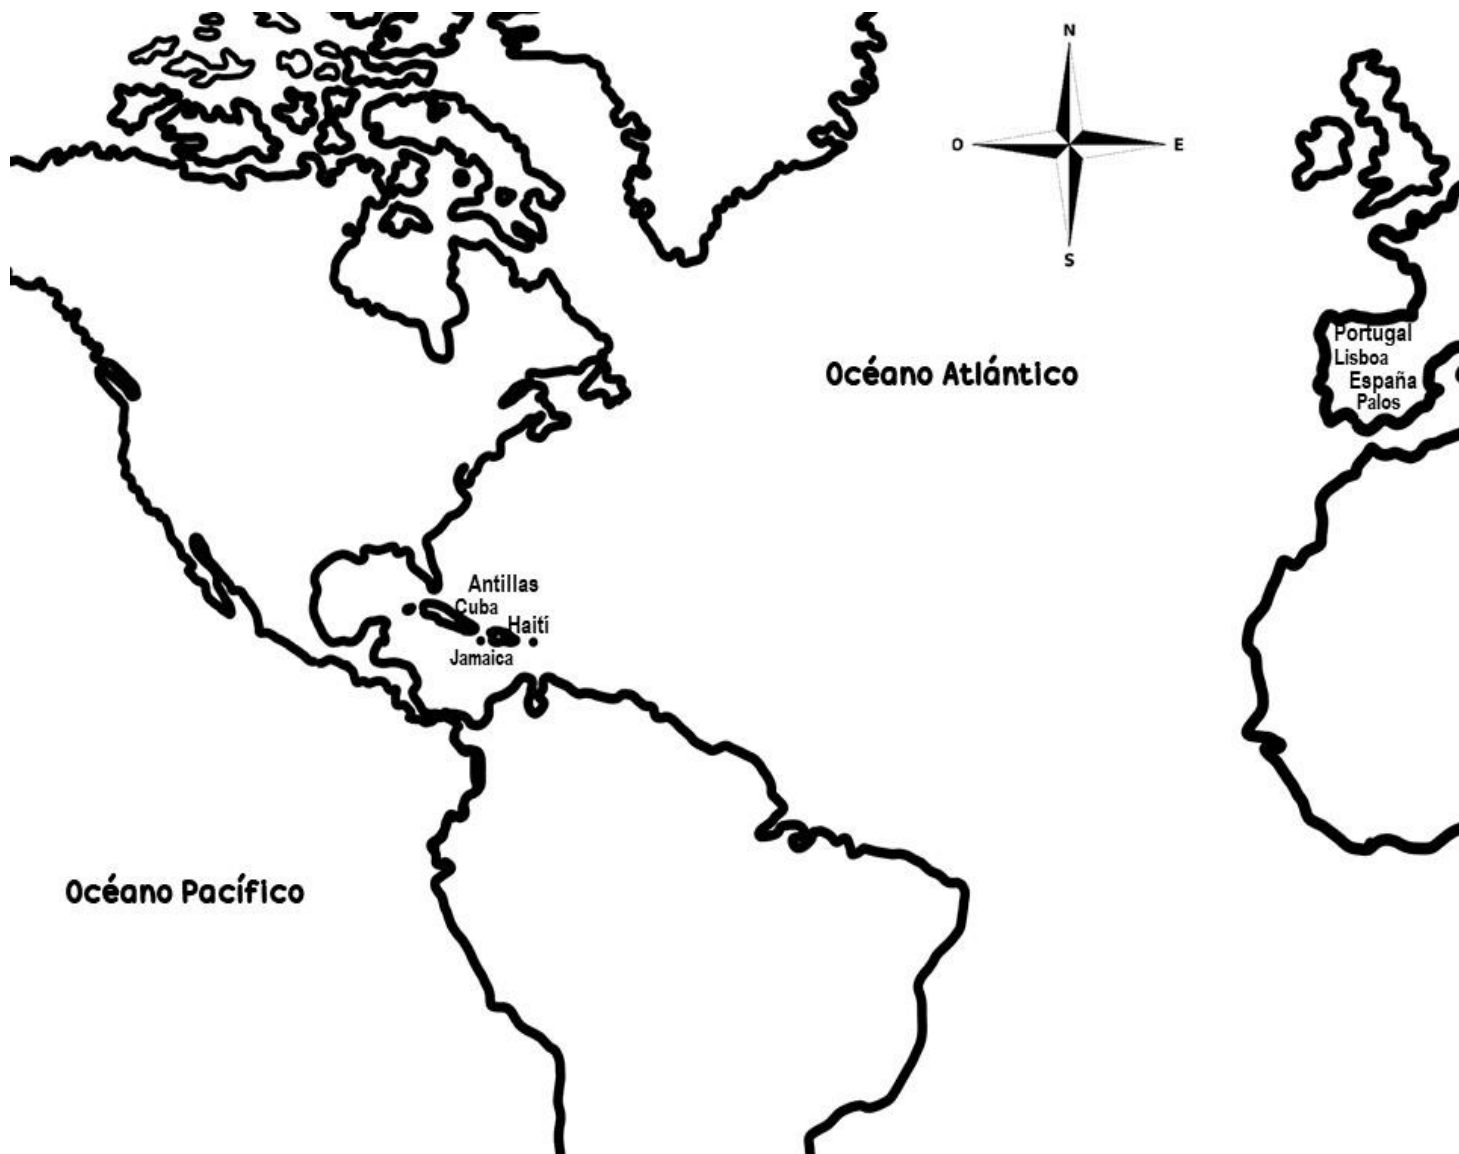 N
O
E
S
Portugal
Lisboa
España
Palos
Océano Atlántico
Antillas
Cuba
Haití
Jamaica
Océano Pacífico